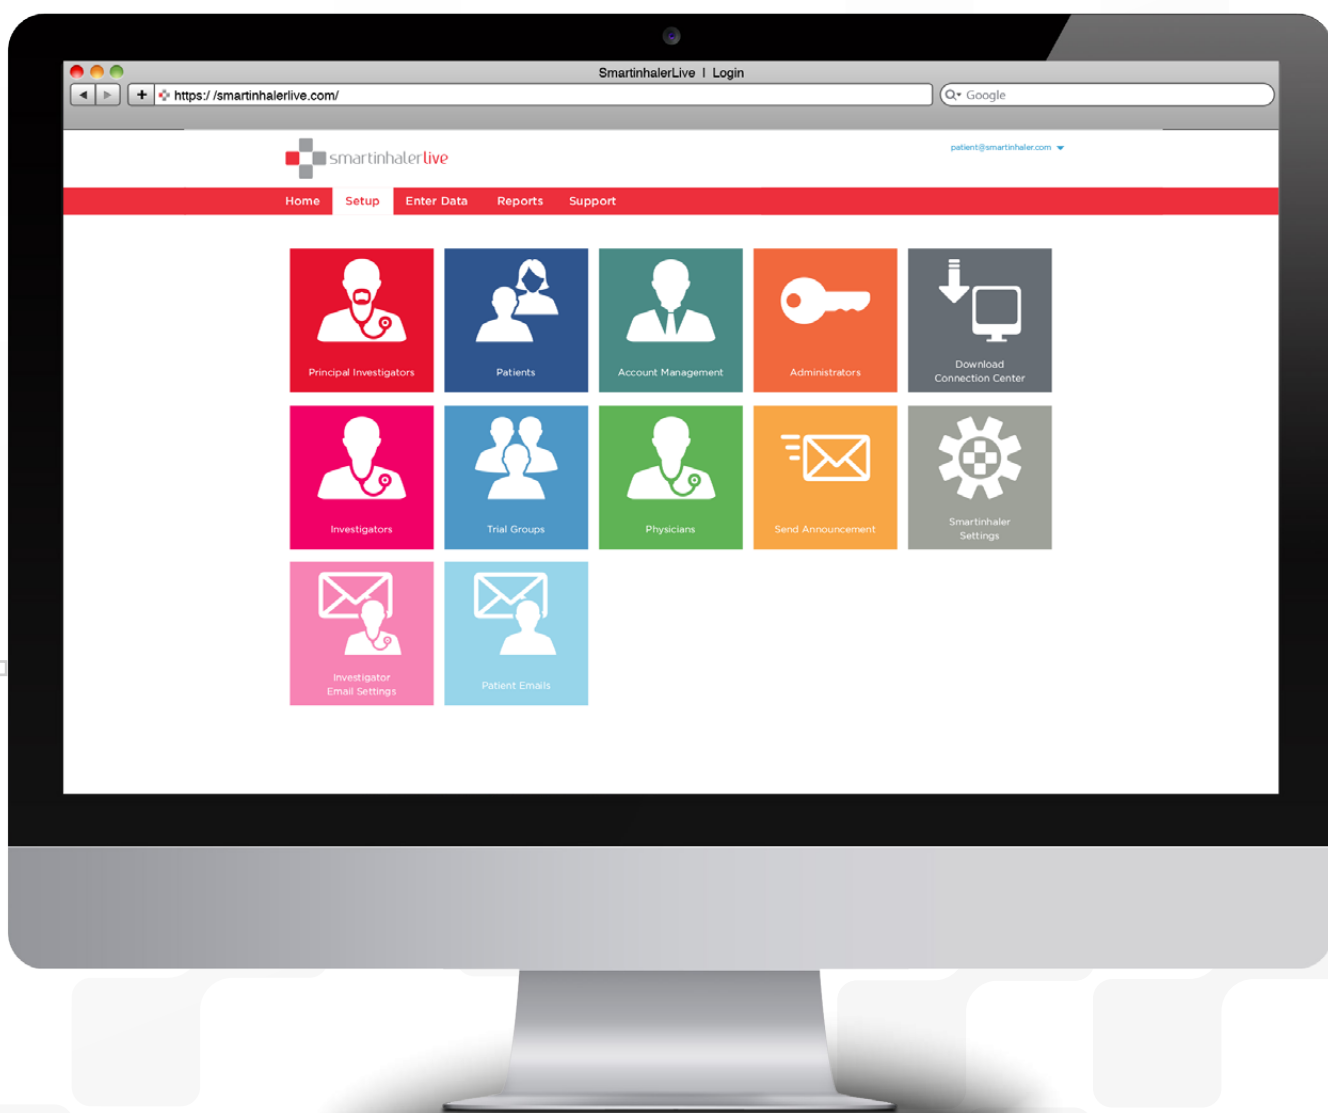 SmartinhalerLive | Login
https:/ /smartinhalerlive.com/
Google
smartinhalerlive
patient@smartinhaler.com
Home Setup Enter Data Reports Support
Principal Investigators
Patients
Account Management
Administrators
Download
Connection Center
Investigators
Trial Groups
Physicians
Send Announcement
Smartinhaler
Settings
Investigator
Email Settings
Patient Emails